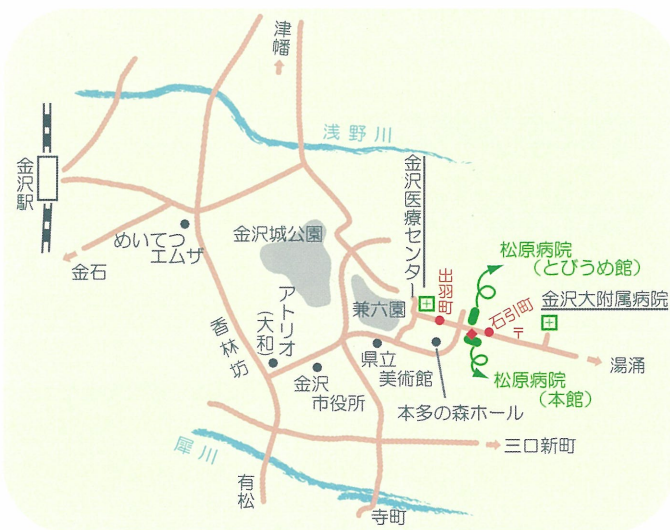 津幡
浅野川
金沢駅
金沢医療センター
めいてつ
エムザ
金沢城公園
松原病院
(とびうめ館)
金石
出羽町
金沢大附属病院
アトリオ
(大和)
兼六園
石引町
〒
香林坊
県立
美術館
湯涌
金沢
市役所
松原病院
(本館)
本多の森ホール
犀川
三口新町
有松
寺町